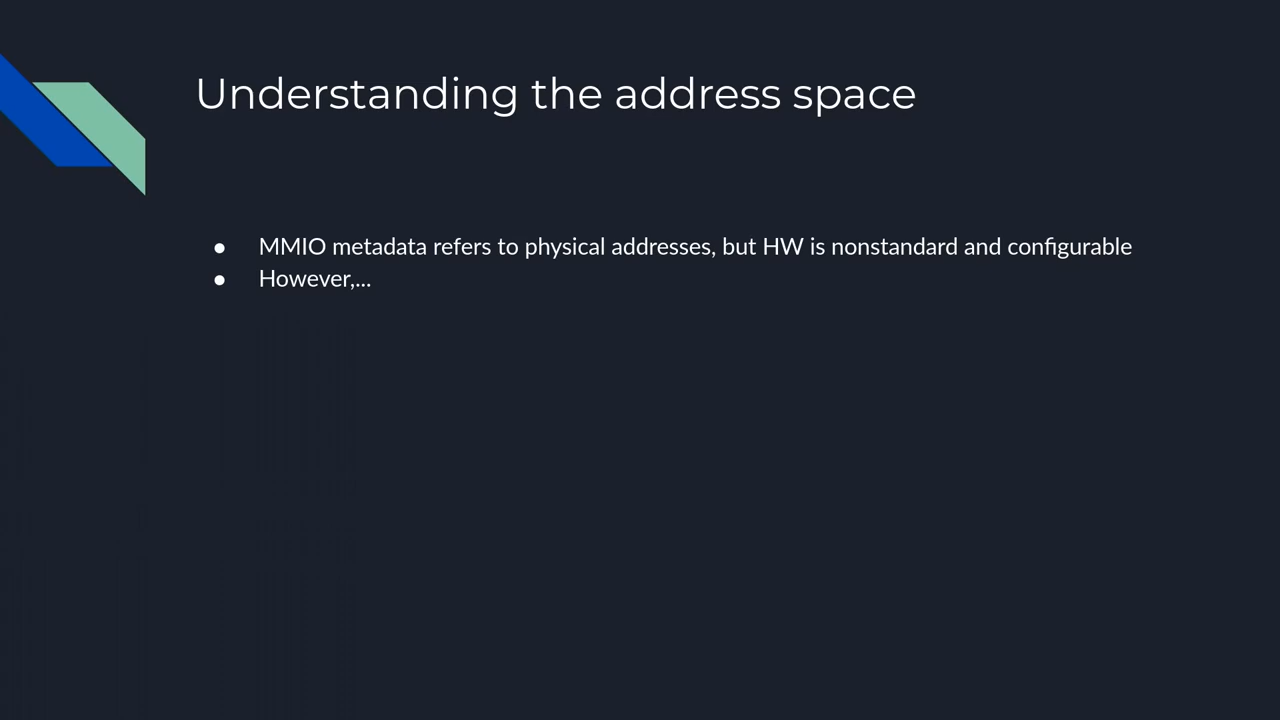 Understanding the address space
● MMIO metadata refers to physical addresses, but HW is nonstandard and configurable
● However,...